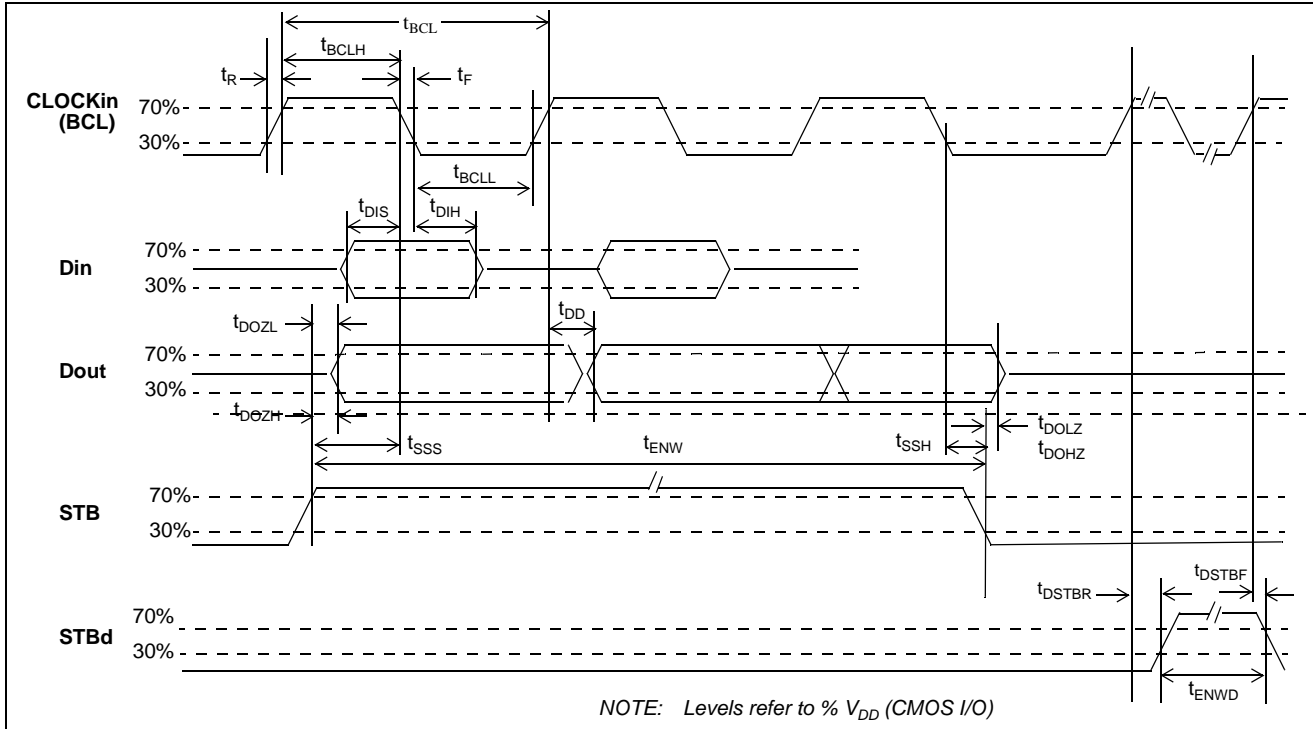 tBCL
tBCLH
tR
tF
CLOCKin
(BCL)
70%
30%
tBCLL
tDIS
tDIH
Din
70%
30%
tDOZL
tDD
Dout
70%
30%
tDOZH
tSSS
tENW
tSSH
tDOLZ
tDOHZ
STB
70%
30%
tDSTBR
tDSTBF
STBd
70%
30%
tENWD
NOTE: Levels refer to % VDD (CMOS I/O)